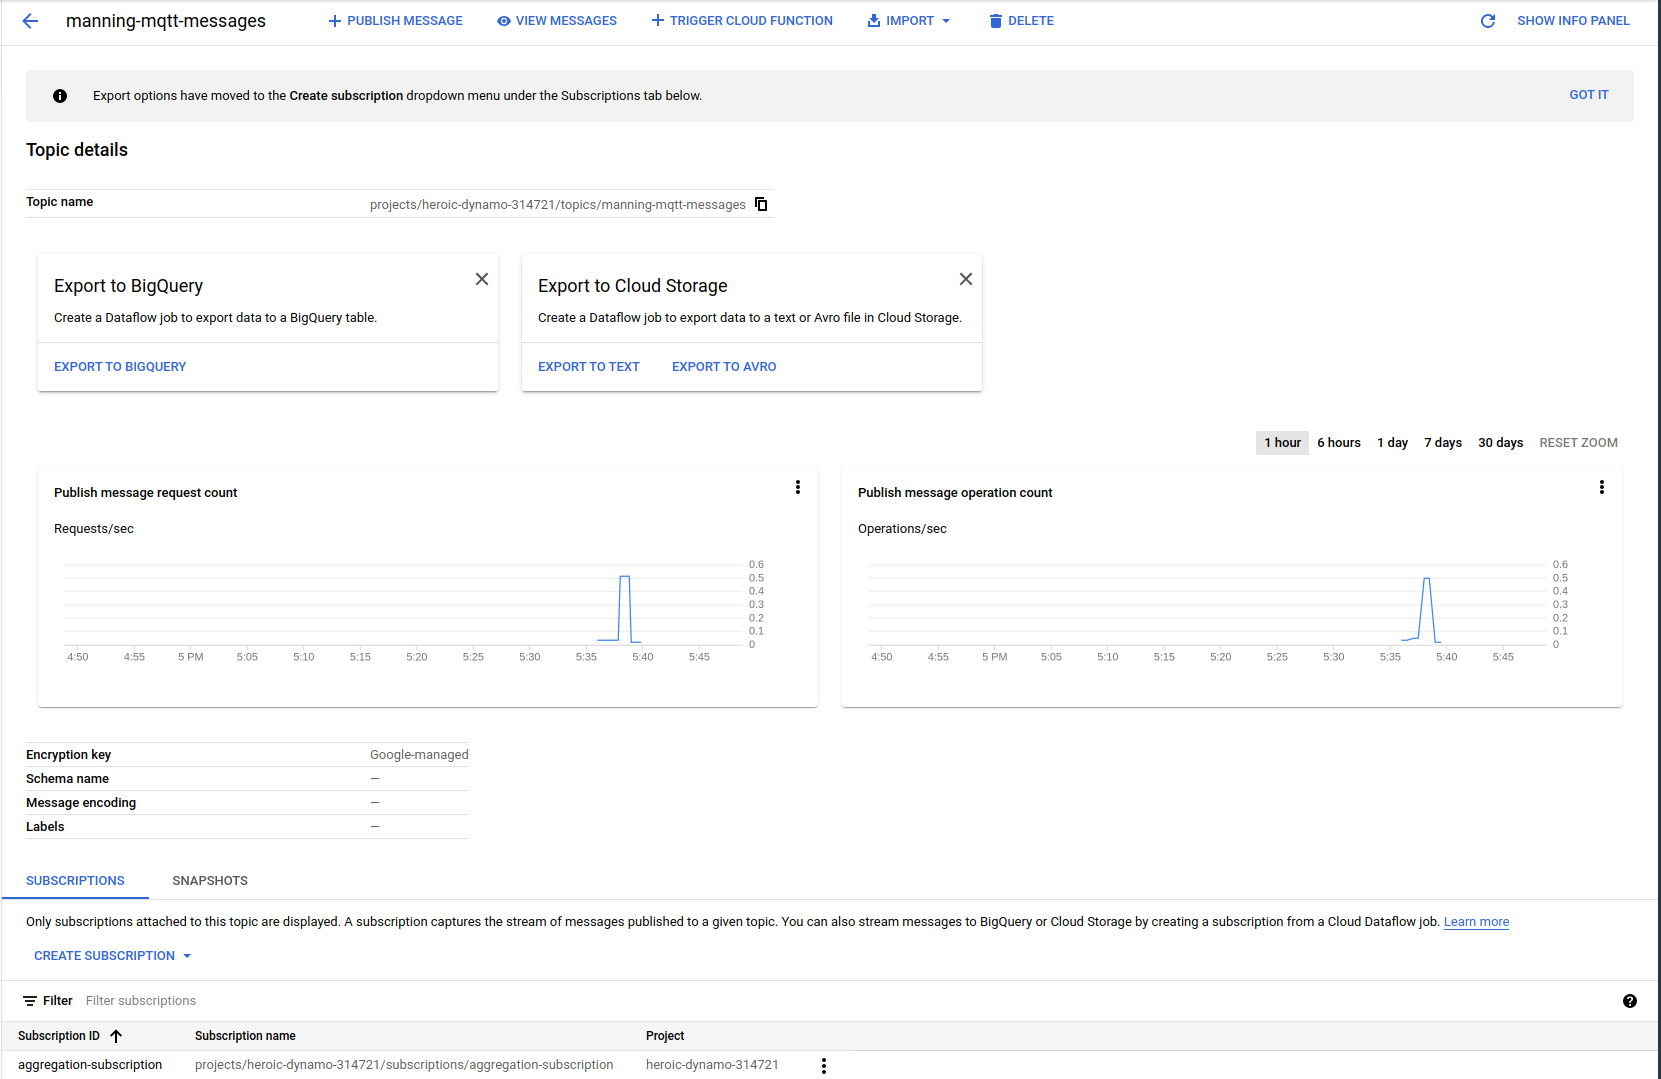 manning-mqtt-messages PUBLISH MESSAGE VIEW MESSAGES TRIGGER CLOUD FUNCTION IMPORT DELETE SHOW INFO PANEL
Export options have moved to the Create subscription dropdown menu under the Subscriptions tab below. GOT IT
Topic details
Topic name projects/heroic-dynamo-314721/topics/manning-mqtt-messages
Export to BigQuery
Create a Dataflow job to export data to a BigQuery table.
EXPORT TO BIGQUERY
Export to Cloud Storage
Create a Dataflow job to export data to a text or Avro file in Cloud Storage.
EXPORT TO TEXT EXPORT TO AVRO
1 hour 6 hours 1 day 7 days 30 days RESET ZOOM
Publish message request count
Requests/sec
0.6
0.5
0.4
0.3
0.2
0.1
0
4:50 4:55 5 PM 5:05 5:10 5:15 5:20 5:25 5:30 5:35 5:40 5:45
Publish message operation count
Operations/sec
0.6
0.5
0.4
0.3
0.2
0.1
0
4:50 4:55 5 PM 5:05 5:10 5:15 5:20 5:25 5:30 5:35 5:40 5:45
Encryption key Google-managed
Schema name —
Message encoding —
Labels —
SUBSCRIPTIONS SNAPSHOTS
Only subscriptions attached to this topic are displayed. A subscription captures the stream of messages published to a given topic. You can also stream messages to BigQuery or Cloud Storage by creating a subscription from a Cloud Dataflow job. Learn more
CREATE SUBSCRIPTION
Filter Filter subscriptions
Subscription ID Subscription name Project
aggregation-subscription projects/heroic-dynamo-314721/subscriptions/aggregation-subscription heroic-dynamo-314721